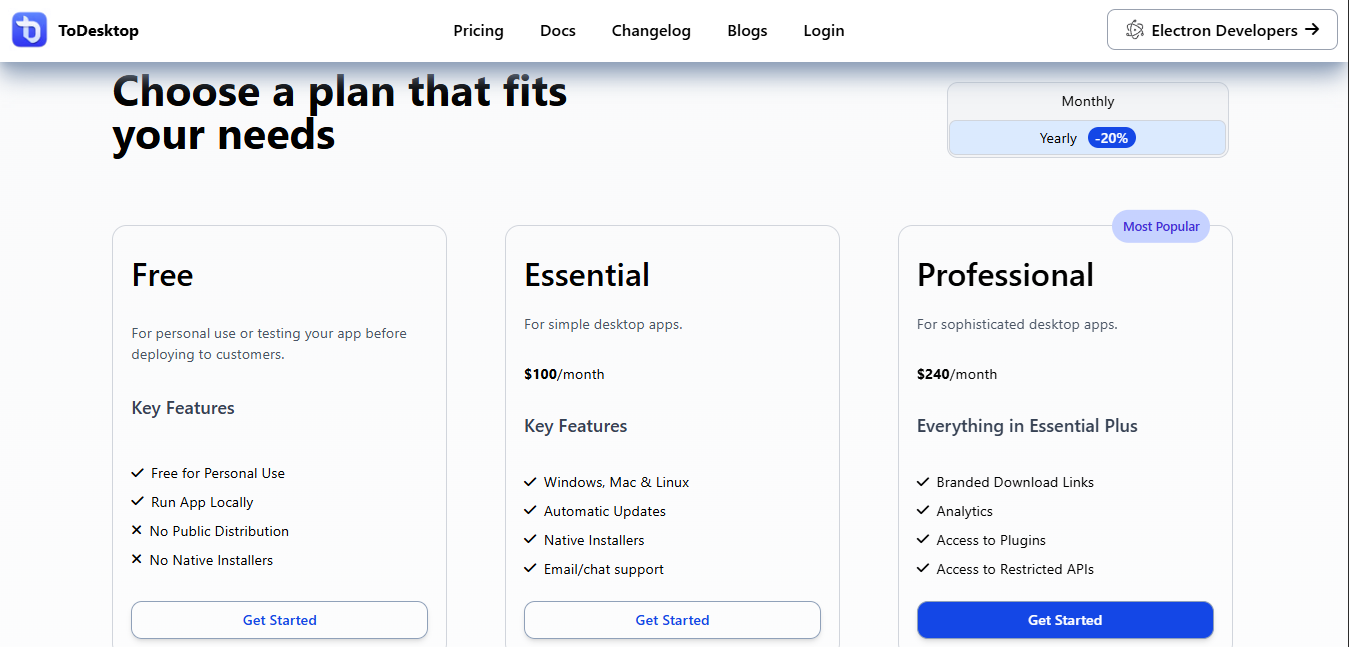 ToDesktop
Pricing
Docs
Changelog
Blogs
Login
Electron Developers
Choose a plan that fits
your needs
Monthly
Yearly -20%
Free
For personal use or testing your app before
deploying to customers.
Key Features
Free for Personal Use
Run App Locally
No Public Distribution
No Native Installers
Get Started
Essential
For simple desktop apps.
$100/month
Key Features
Windows, Mac & Linux
Automatic Updates
Native Installers
Email/chat support
Get Started
Most Popular
Professional
For sophisticated desktop apps.
$240/month
Everything in Essential Plus
Branded Download Links
Analytics
Access to Plugins
Access to Restricted APIs
Get Started